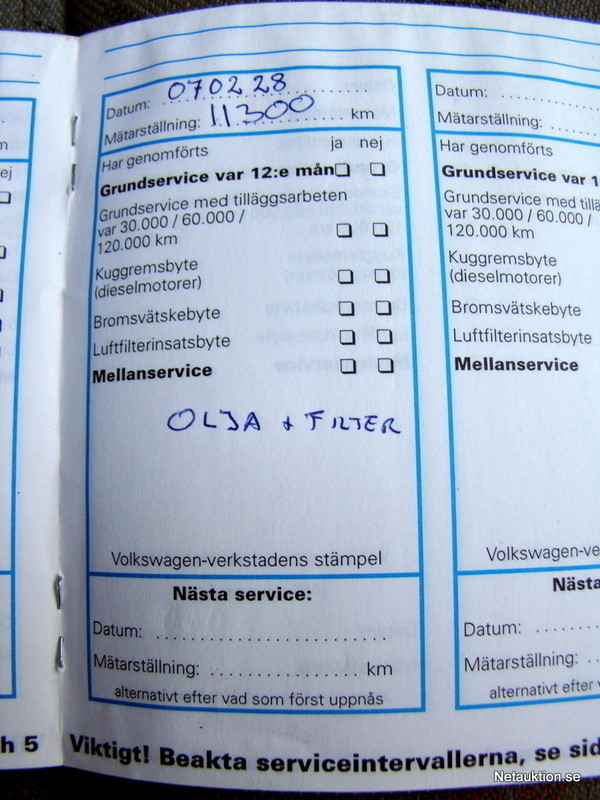 Datum: 070228
Mätarställning: 11300 km
Har genomförts ja nej
Grundservice var 12:e mån
Grundservice med tilläggsarbeten
var 30.000 / 60.000 /
120.000 km
Kuggremsbyte
(dieselmotorer)
Bromsvätskebyte
Luftfilterinsatsbyte
Mellanservice
OLJA + FILTER
Volkswagen-verkstadens stämpel
Nästa service:
Datum:
Mätarställning: km
alternativt efter vad som först uppnås
Datum:
Mätarställning:
Har genomförts
Grundservice var 1
Grundservice med tillä
var 30.000 / 60.000 /
120.000 km
Kuggremsbyte
(dieselmotorer)
Bromsvätskebyte
Luftfilterinsatsbyte
Mellanservice
Volkswagen-ve
Nästa
Datum:
Mätarställning:
alternativt efter v
ej
h 5
Viktigt! Beakta serviceintervallerna, se sid
Netauktion.se